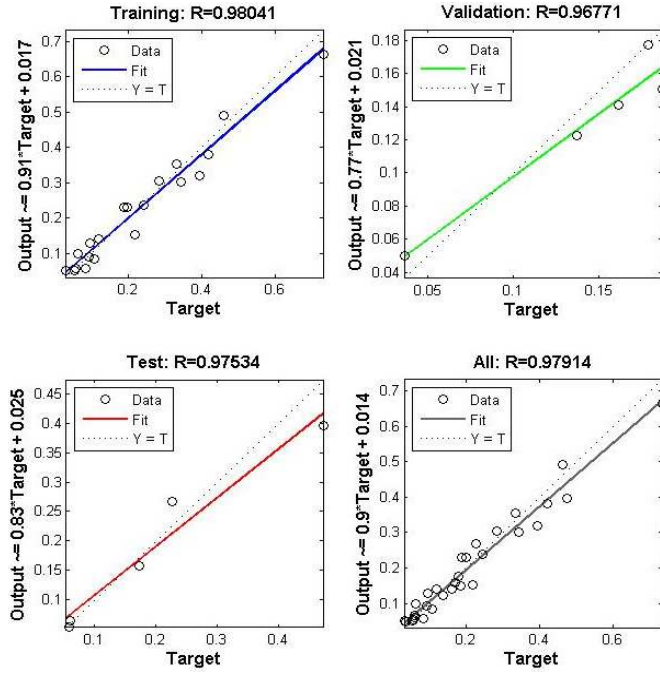 Training: R=0.98041
Output ~= 0.91*Target + 0.017
0.7
0.6
0.5
0.4
0.3
0.2
0.1
Data
Fit
Y = T
0.2
0.4
0.6
Target
Validation: R=0.96771
Output ~= 0.77*Target + 0.021
0.18
0.16
0.14
0.12
0.1
0.08
0.06
0.04
Data
Fit
Y = T
0.05
0.1
0.15
Target
Test: R=0.97534
Output ~= 0.83*Target + 0.025
0.45
0.4
0.35
0.3
0.25
0.2
0.15
0.1
Data
Fit
Y = T
0.1
0.2
0.3
0.4
Target
All: R=0.97914
Output ~= 0.9*Target + 0.014
0.7
0.6
0.5
0.4
0.3
0.2
0.1
Data
Fit
Y = T
0.2
0.4
0.6
Target